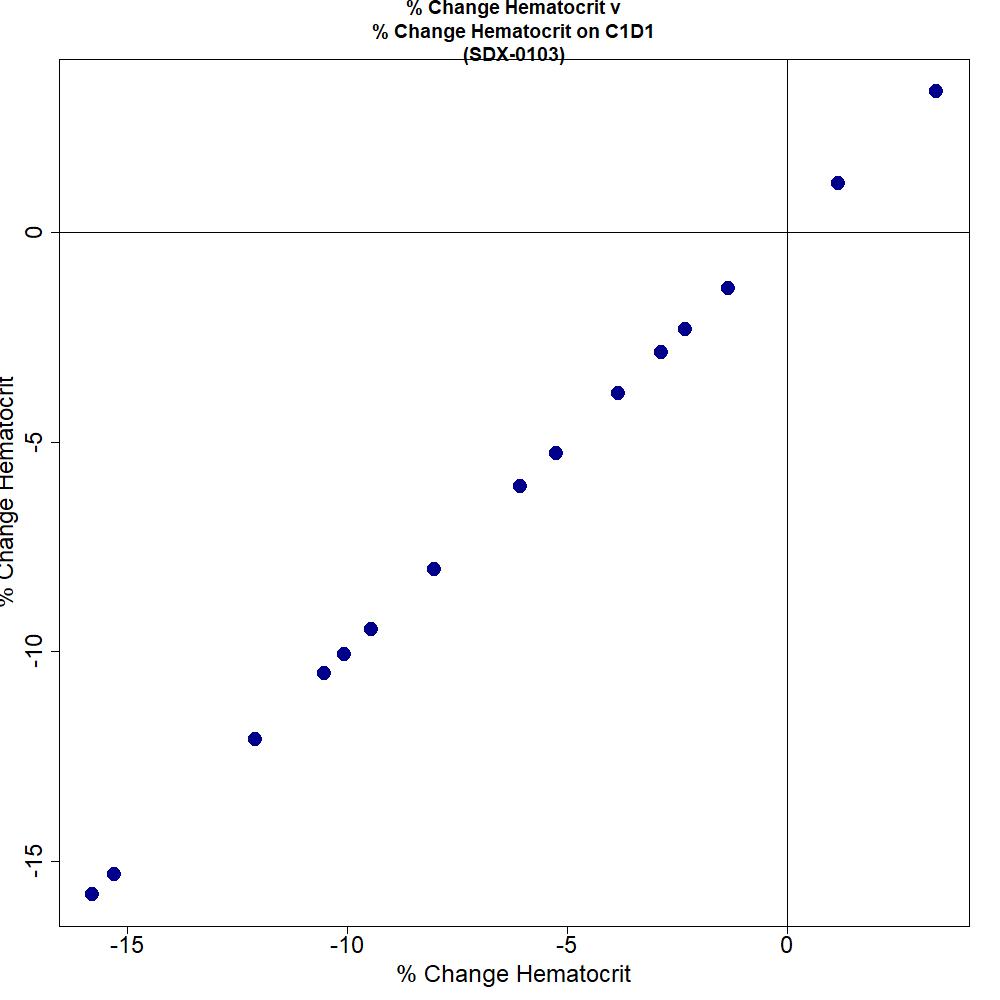 % Change Hematocrit v
% Change Hematocrit on C1D1
(SDX-0103)
% Change Hematocrit
0
-5
-10
-15
-15
-10
-5
0
% Change Hematocrit